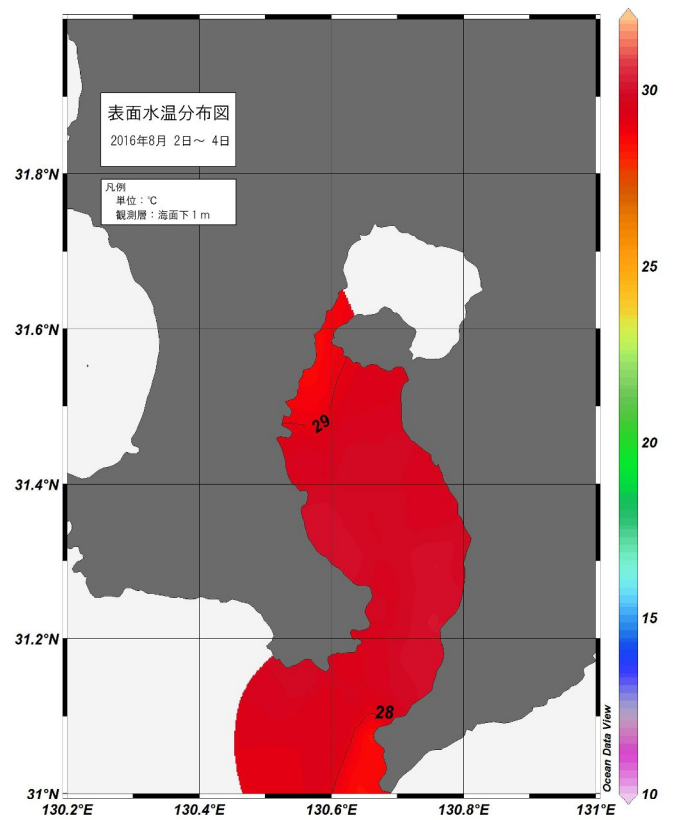 表面水温分布図
2016年8月 2日～ 4日
凡例
単位：℃
観測層：海面下1m
31.8°N
31.6°N
31.4°N
31.2°N
31°N
130.2°E
130.4°E
130.6°E
130.8°E
131°E
29
28
30
25
20
15
10
Ocean Data View